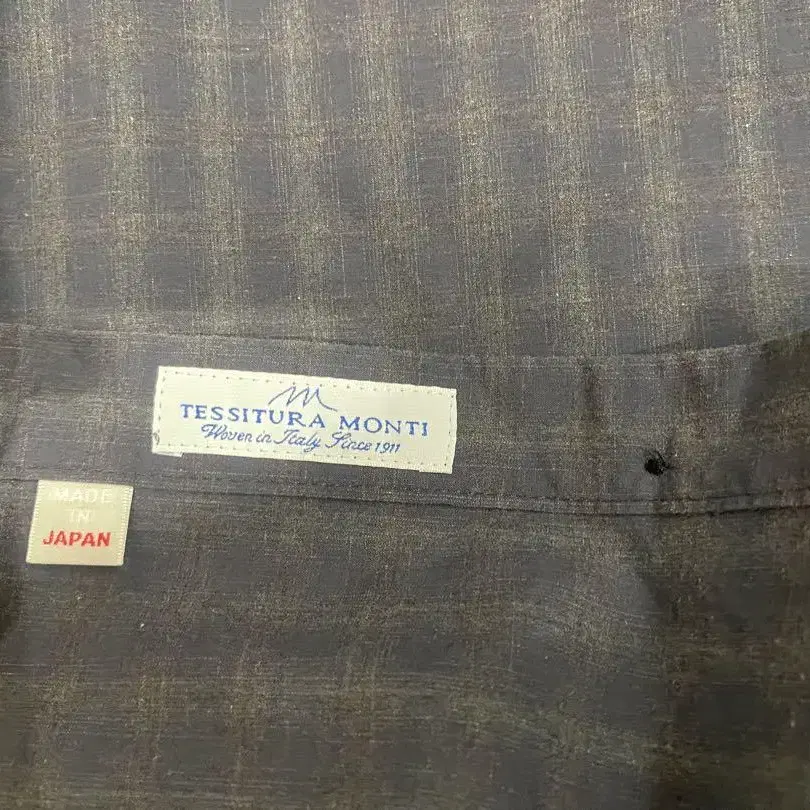 TESSITURA MONTI
Woven in Italy Since 1911
MADE
IN
JAPAN